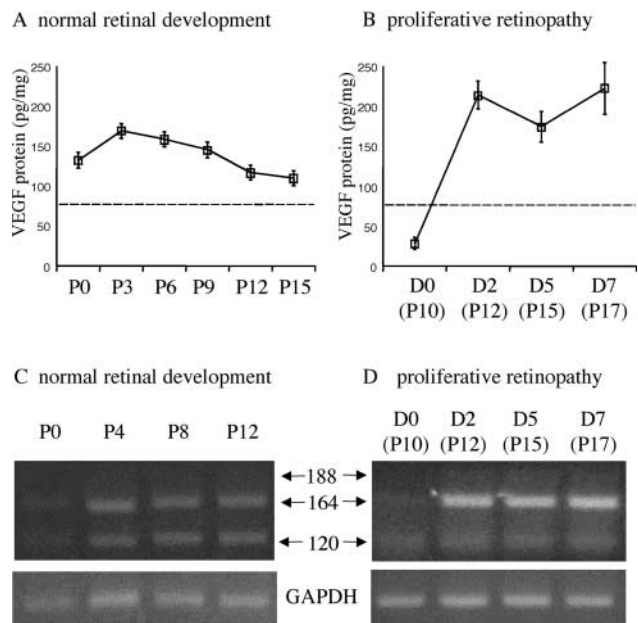 A normal retinal development
B proliferative retinopathy
VEGF protein (pg/mg)
250
200
150
100
50
0
P0 P3 P6 P9 P12 P15
VEGF protein (pg/mg)
250
200
150
100
50
0
D0 D2 D5 D7
(P10) (P12) (P15) (P17)
C normal retinal development
D proliferative retinopathy
P0 P4 P8 P12
D0 D2 D5 D7
(P10) (P12) (P15) (P17)
188
164
120
GAPDH